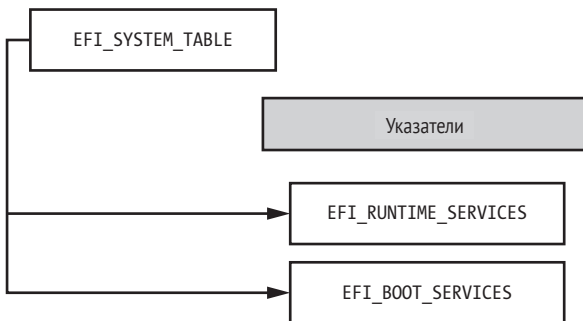 EFI_SYSTEM_TABLE
Указатели
EFI_RUNTIME_SERVICES
EFI_BOOT_SERVICES